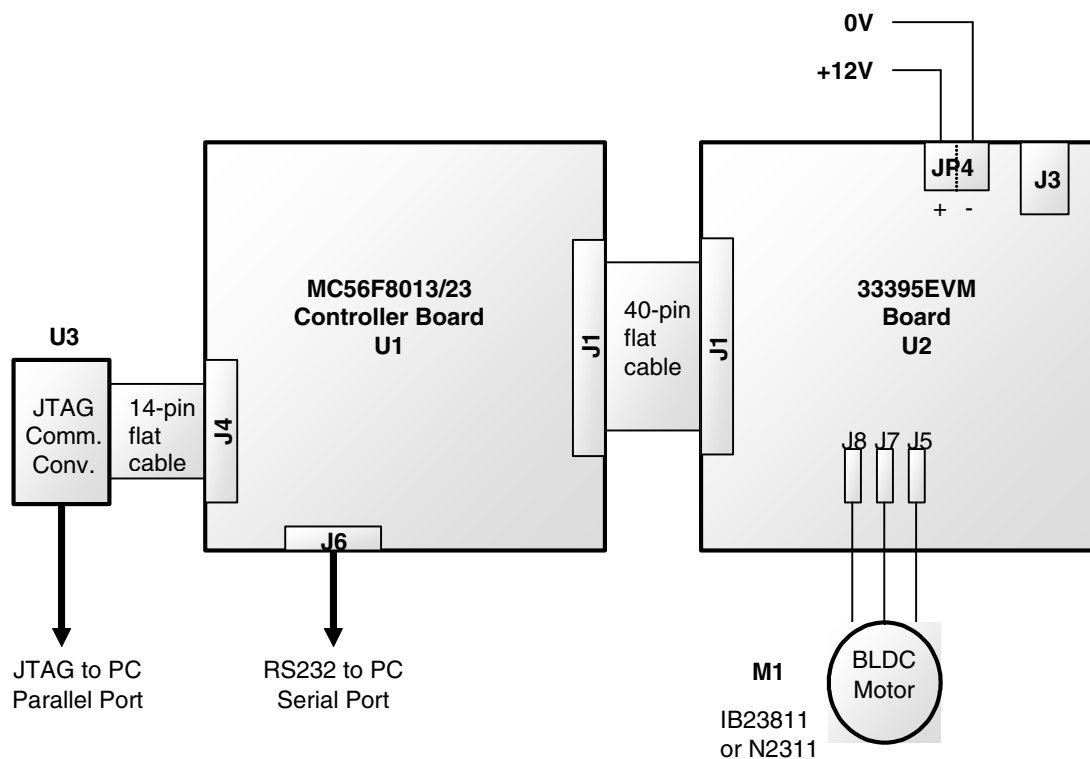 0V
+12V
JP4
J3
+ -
MC56F8013/23
Controller Board
U1
J1
40-pin
flat
cable
J1
33395EVM
Board
U2
U3
JTAG
Comm.
Conv.
14-pin
flat
cable
J4
J8 J7 J5
J6
JTAG to PC
Parallel Port
RS232 to PC
Serial Port
M1
IB23811
or N2311
BLDC
Motor